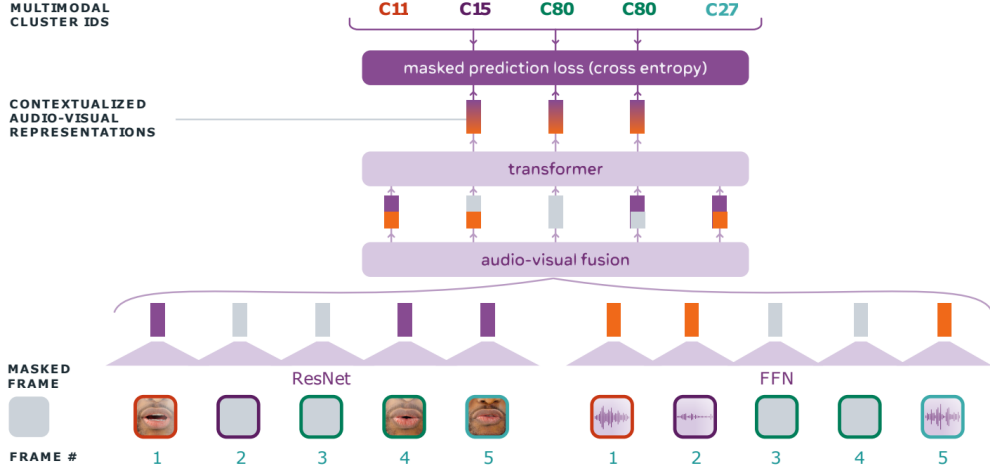 MULTIMODAL
CLUSTER IDS
C11 C15 C80 C80 C27
masked prediction loss (cross entropy)
CONTEXTUALIZED
AUDIO-VISUAL
REPRESENTATIONS
transformer
audio-visual fusion
MASKED
FRAME
ResNet FFN
FRAME # 1 2 3 4 5 1 2 3 4 5